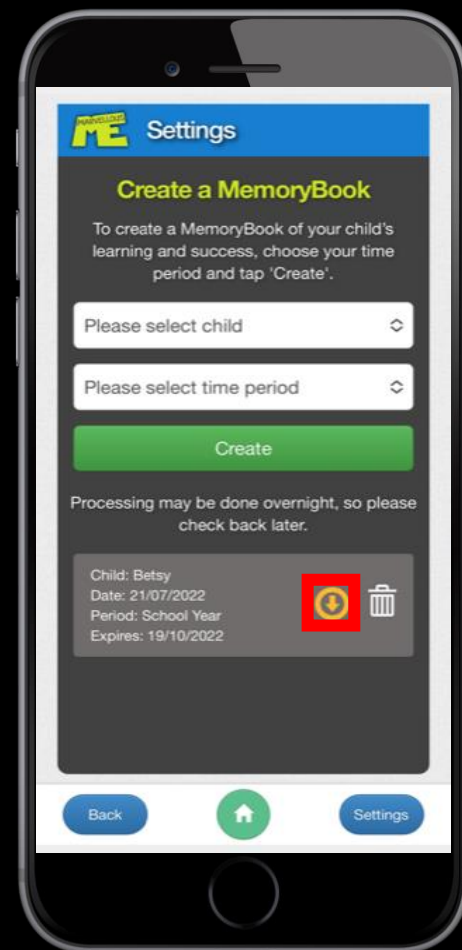 MARVELLOUS
ME
Settings
Create a MemoryBook
To create a MemoryBook of your child's
learning and success, choose your time
period and tap 'Create'.
Please select child
Please select time period
Create
Processing may be done overnight, so please
check back later.
Child: Betsy
Date: 21/07/2022
Period: School Year
Expires: 19/10/2022
Back
Settings